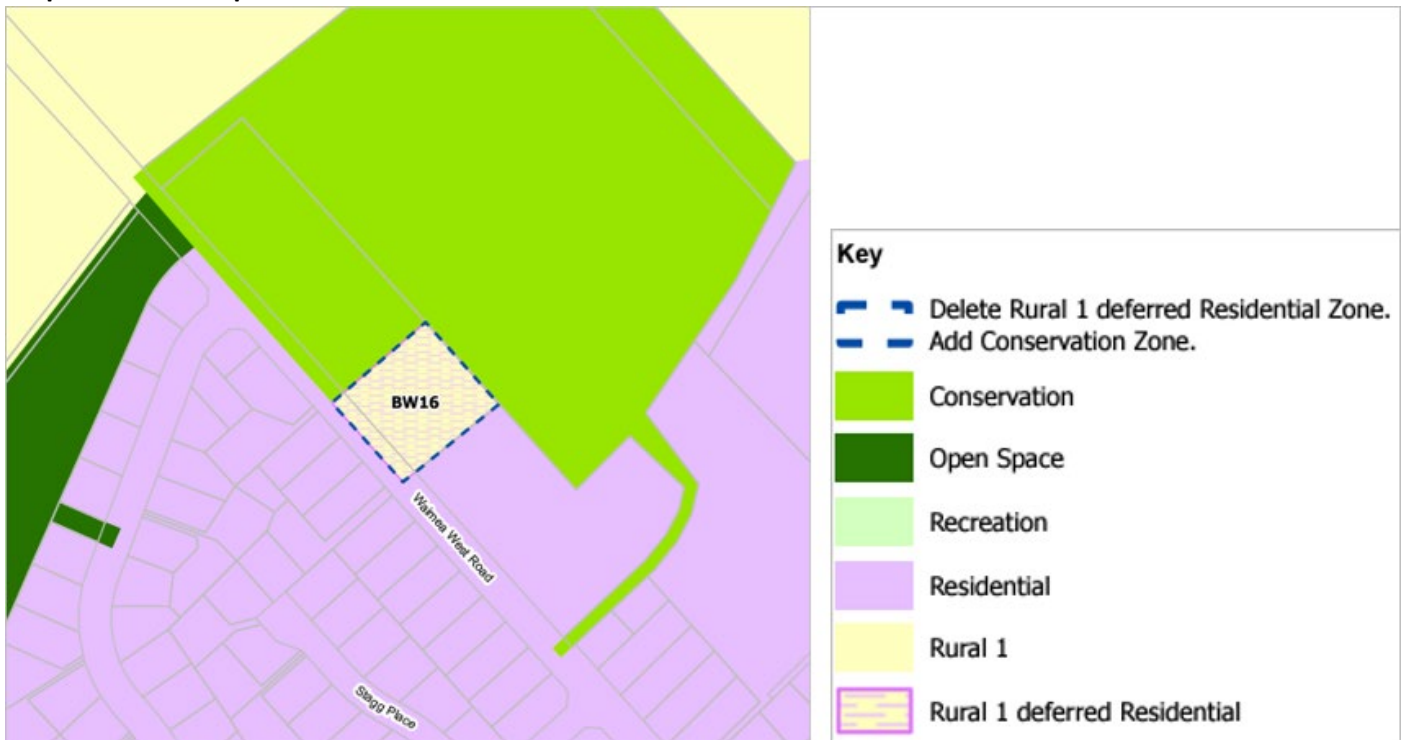 BW16
Waimea West Road
Stagg Place
Key
Delete Rural 1 deferred Residential Zone.
Add Conservation Zone.
Conservation
Open Space
Recreation
Residential
Rural 1
Rural 1 deferred Residential